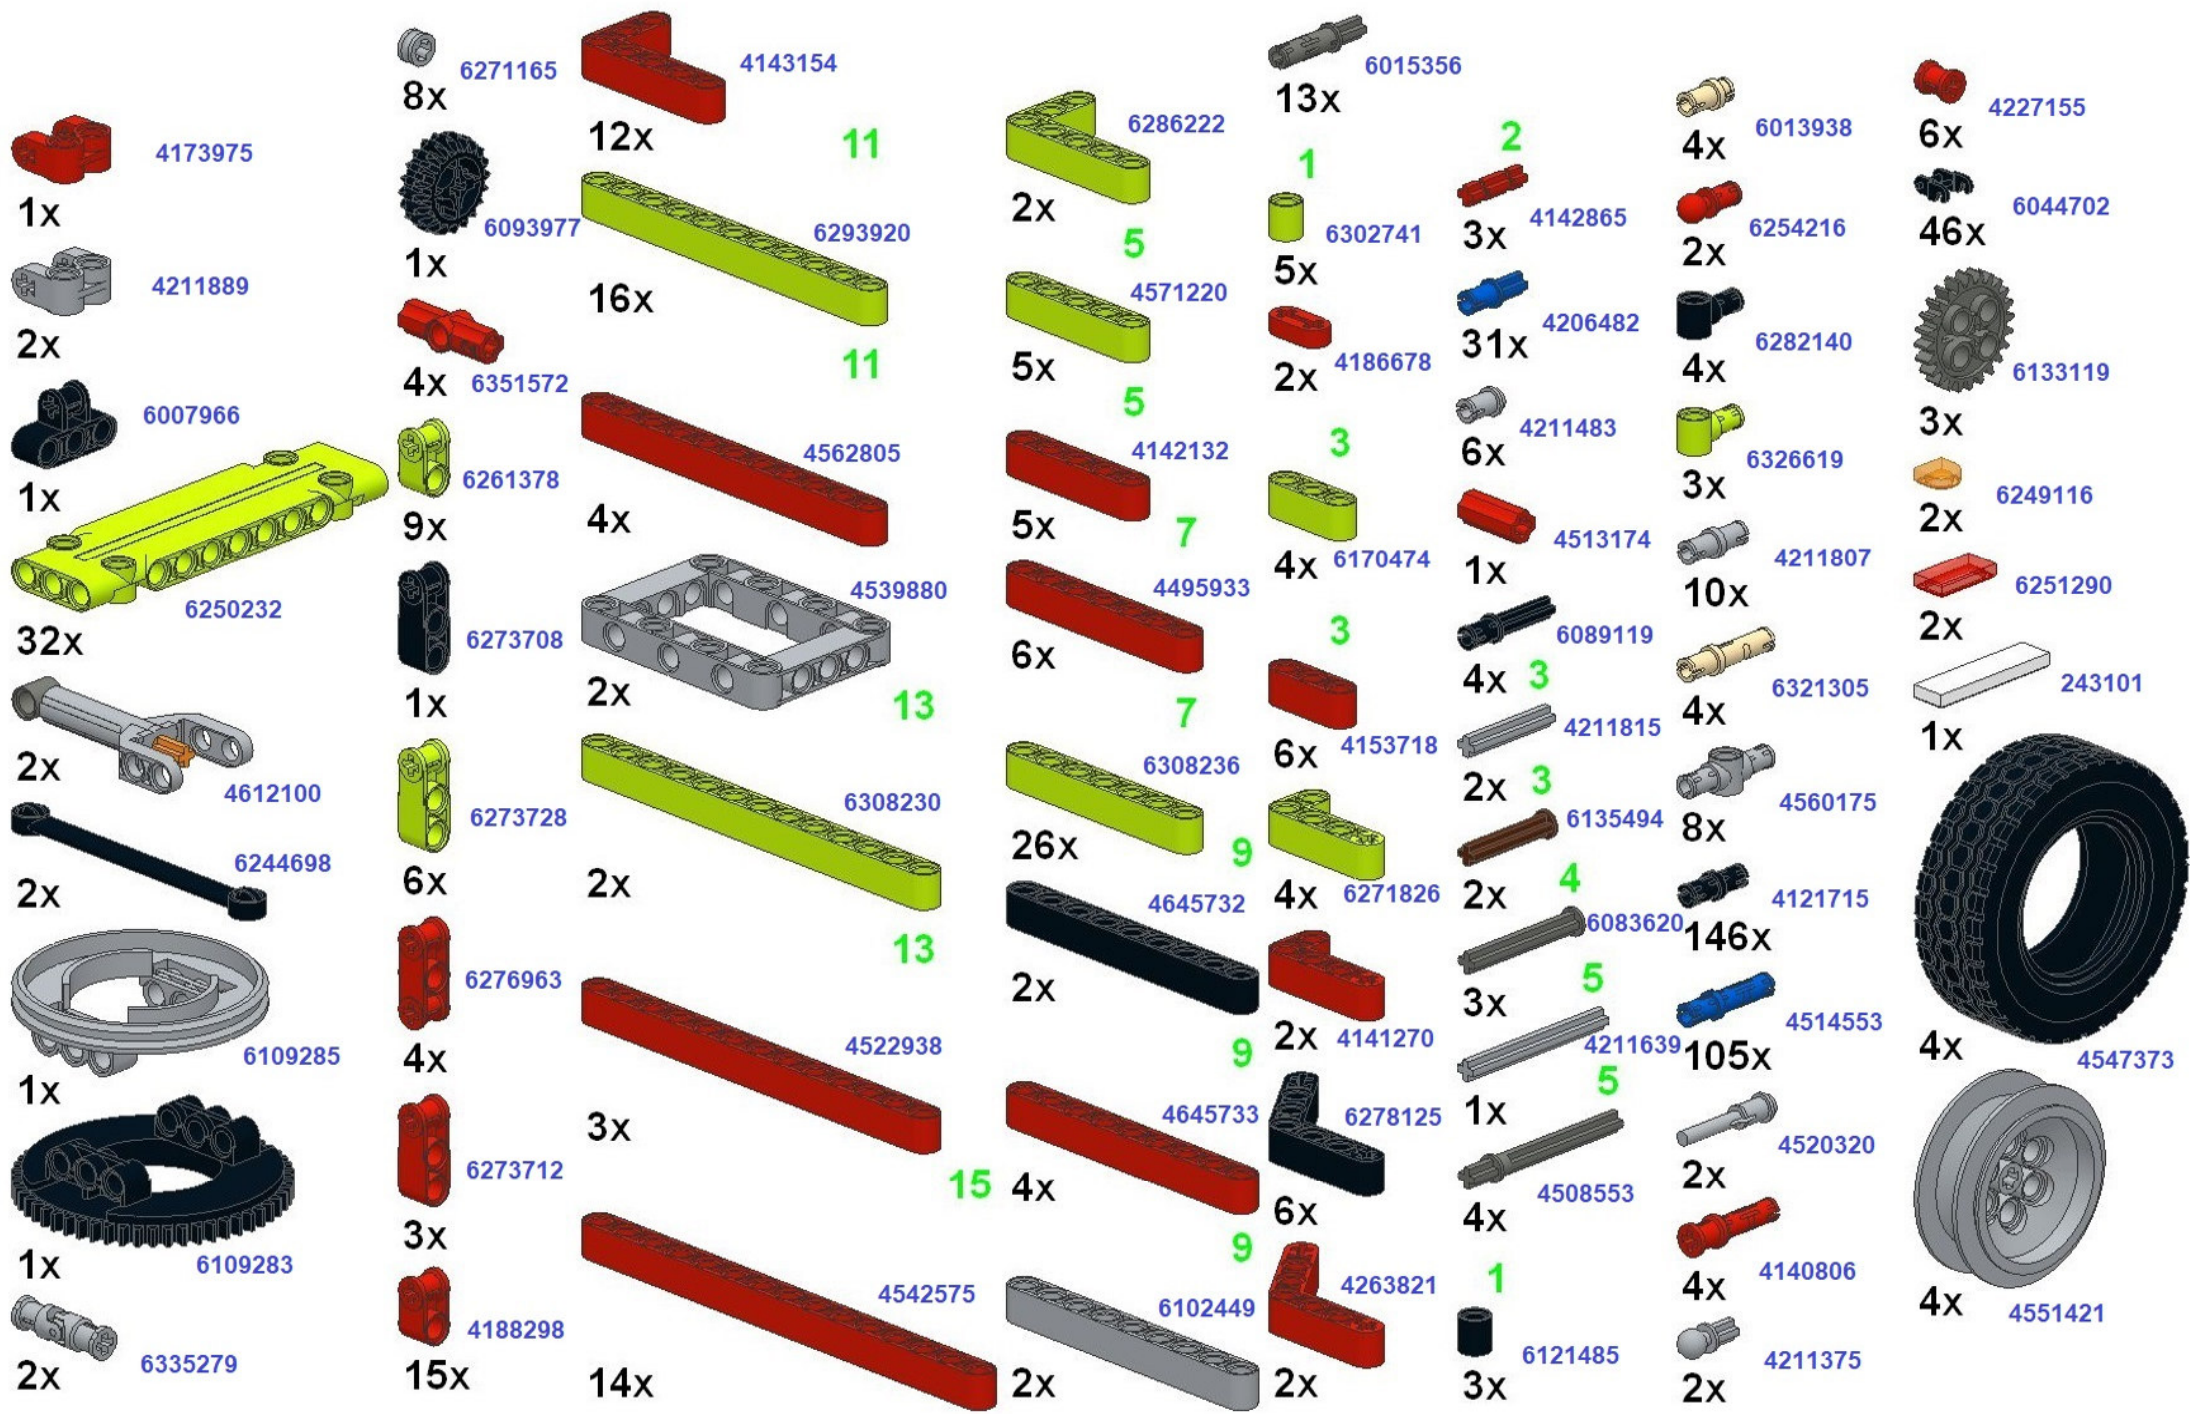 4173975
1x
4211889
2x
6007966
1x
6250232
32x
2x
4612100
6244698
2x
6109285
1x
1x
6109283
6335279
2x
6271165
8x
6093977
1x
4x
6351572
6261378
9x
6273708
1x
6273728
6x
6276963
4x
6273712
3x
4188298
15x
4143154
12x
11
6293920
16x
11
4562805
4x
4539880
2x
13
6308230
2x
13
4522938
3x
15
4542575
14x
6286222
2x
5
4571220
5x
5
4142132
5x
7
4495933
6x
7
6308236
26x
9
4645732
2x
9
4645733
4x
9
6102449
2x
6015356
13x
1
6302741
5x
4186678
2x
3
4x
6170474
3
6x
4153718
4x
6271826
2x
4141270
6278125
6x
4263821
2x
2
3x
4142865
31x
4206482
4211483
6x
4513174
1x
6089119
4x
3
4211815
2x
3
6135494
2x
4
6083620
3x
5
4211639
1x
5
4508553
4x
1
6121485
3x
6013938
4x
6254216
2x
6282140
4x
6326619
3x
4211807
10x
6321305
4x
4560175
8x
4121715
146x
4514553
105x
4520320
2x
4140806
4x
4211375
2x
4227155
6x
6044702
46x
6133119
3x
6249116
2x
6251290
2x
243101
1x
4x
4547373
4x
4551421